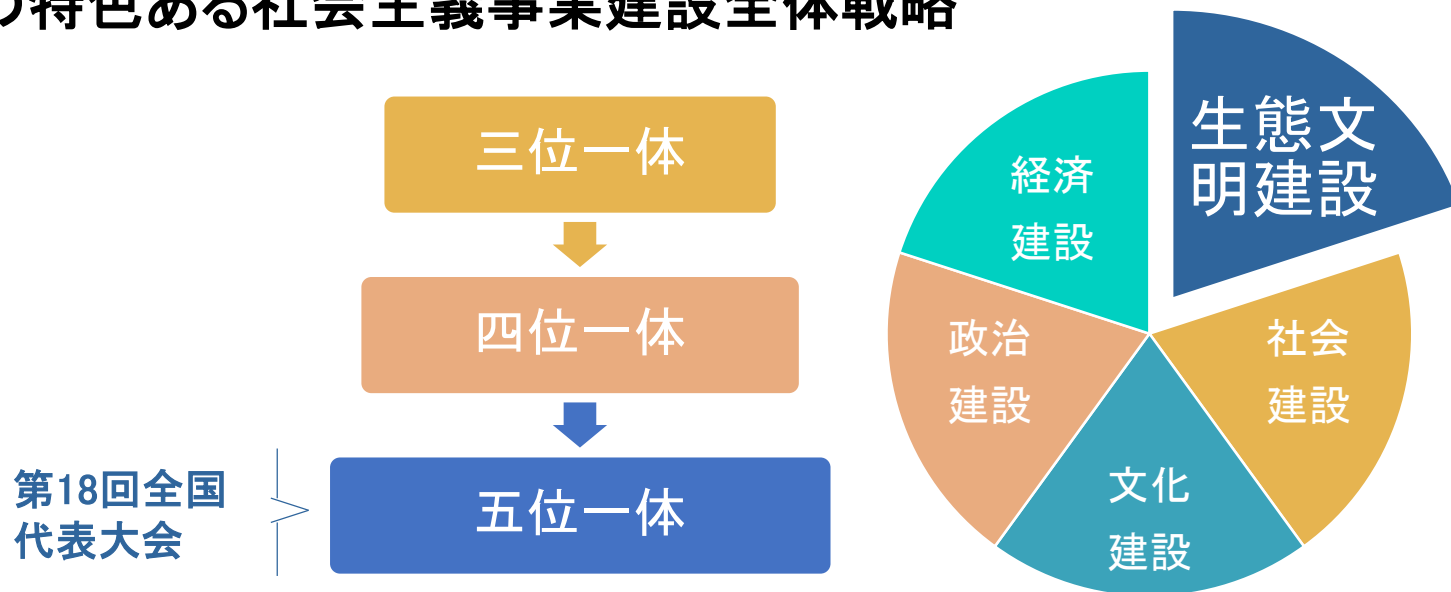 の特色ある社会主義事業建設全体戦略
三位一体
四位一体
五位一体
第18回全国
代表大会
生態文
明建設
経済
建設
政治
建設
社会
建設
文化
建設